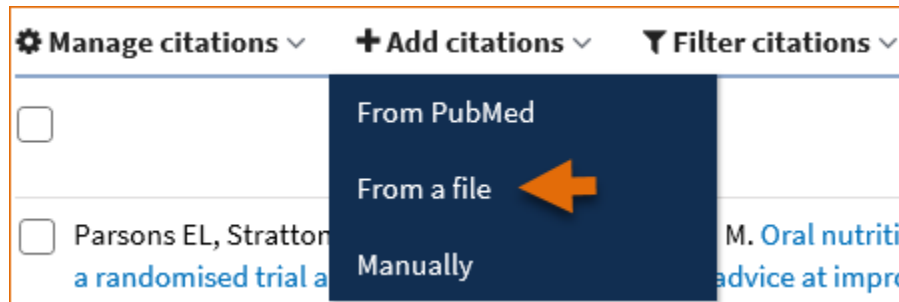 Manage citations + Add citations Filter citations
From PubMed
From a file
Parsons EL, Stratton M. Oral nutriti
Manually
a randomised trial a advice at impro